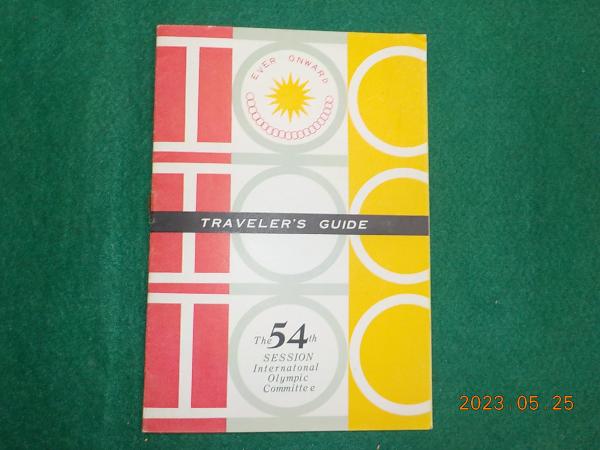 EVER ONWARD
TRAVELER'S GUIDE
The 54th
SESSION
Internatonal
Olympic
Committee
2023 05 25